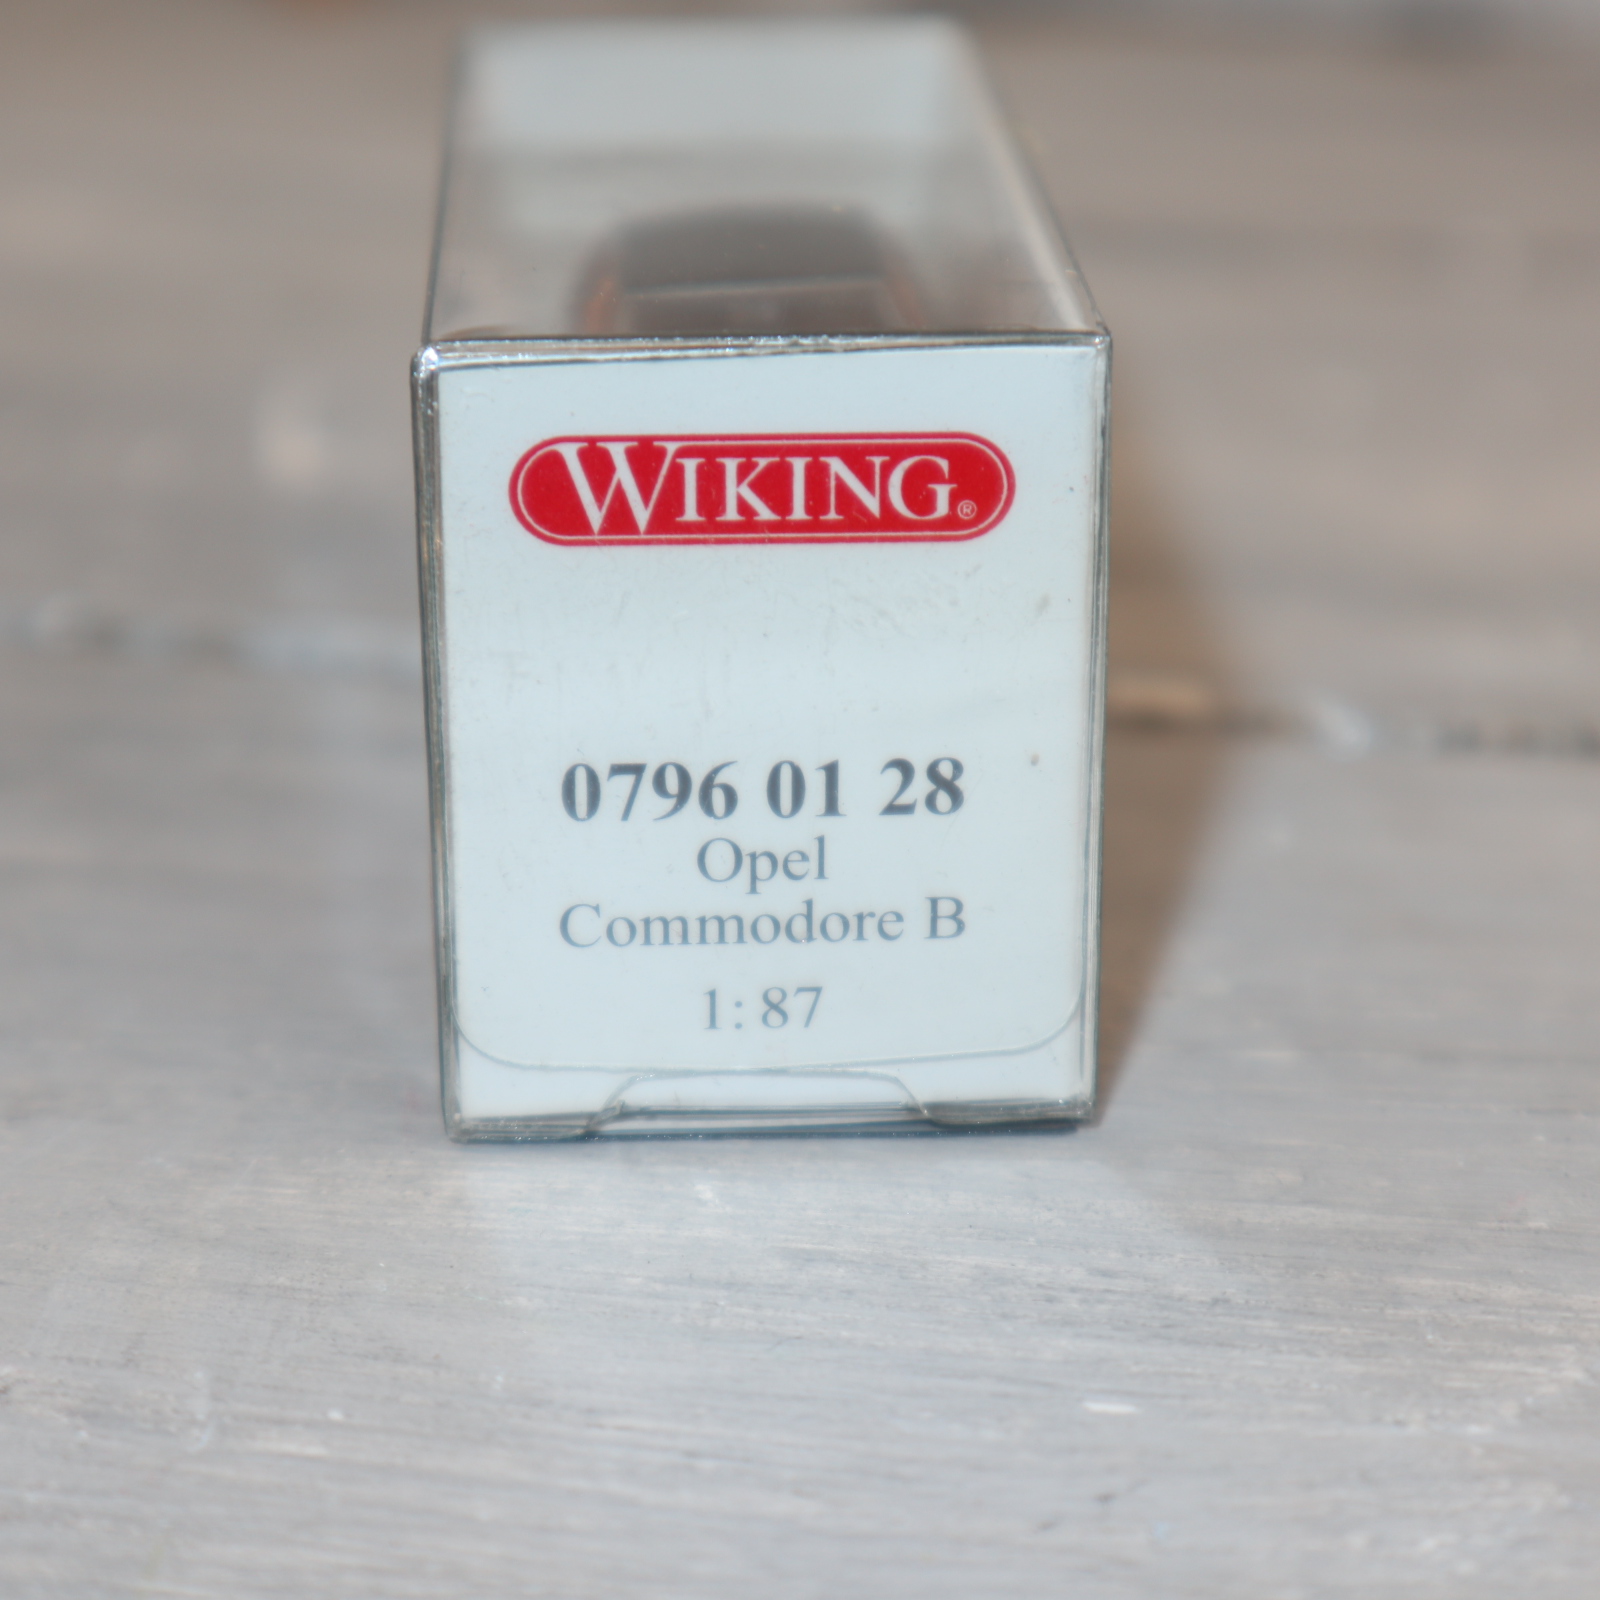 WIKING®
0796 01 28
Opel
Commodore B
1:87